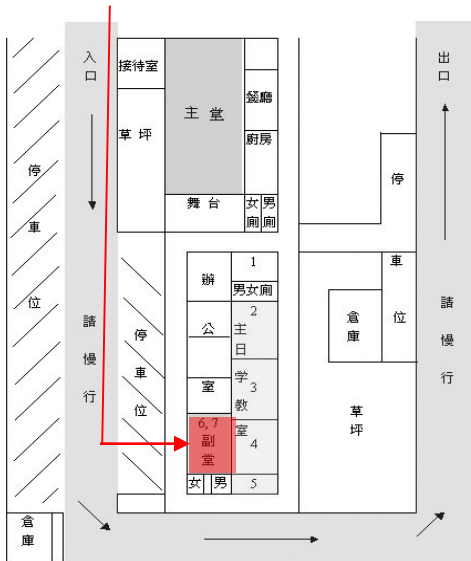 入口
出口
接待室
主堂
餐廳
廚房
草坪
舞台
女廁
男廁
停車位
請慢行
停車位
辦公室
1
男女廁
2
3
4
5
主日学教室
6, 7
副堂
女
男
倉庫
停車位
草坪
請慢行
倉庫